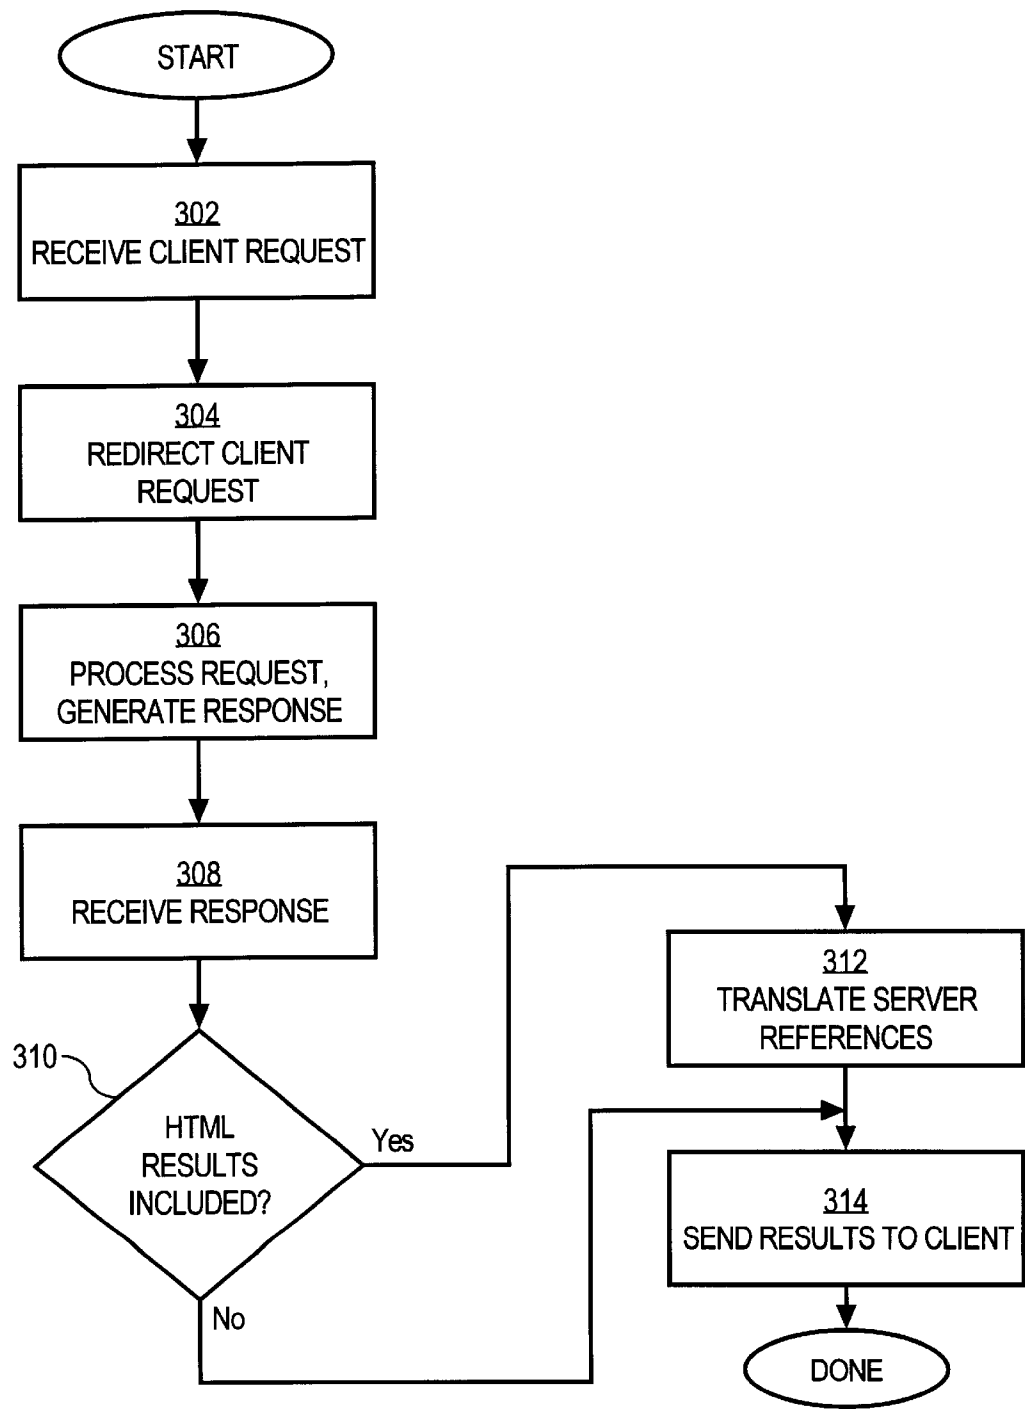 START
302
RECEIVE CLIENT REQUEST
304
REDIRECT CLIENT
REQUEST
306
PROCESS REQUEST,
GENERATE RESPONSE
308
RECEIVE RESPONSE
310
HTML
RESULTS
INCLUDED?
Yes
No
312
TRANSLATE SERVER
REFERENCES
314
SEND RESULTS TO CLIENT
DONE